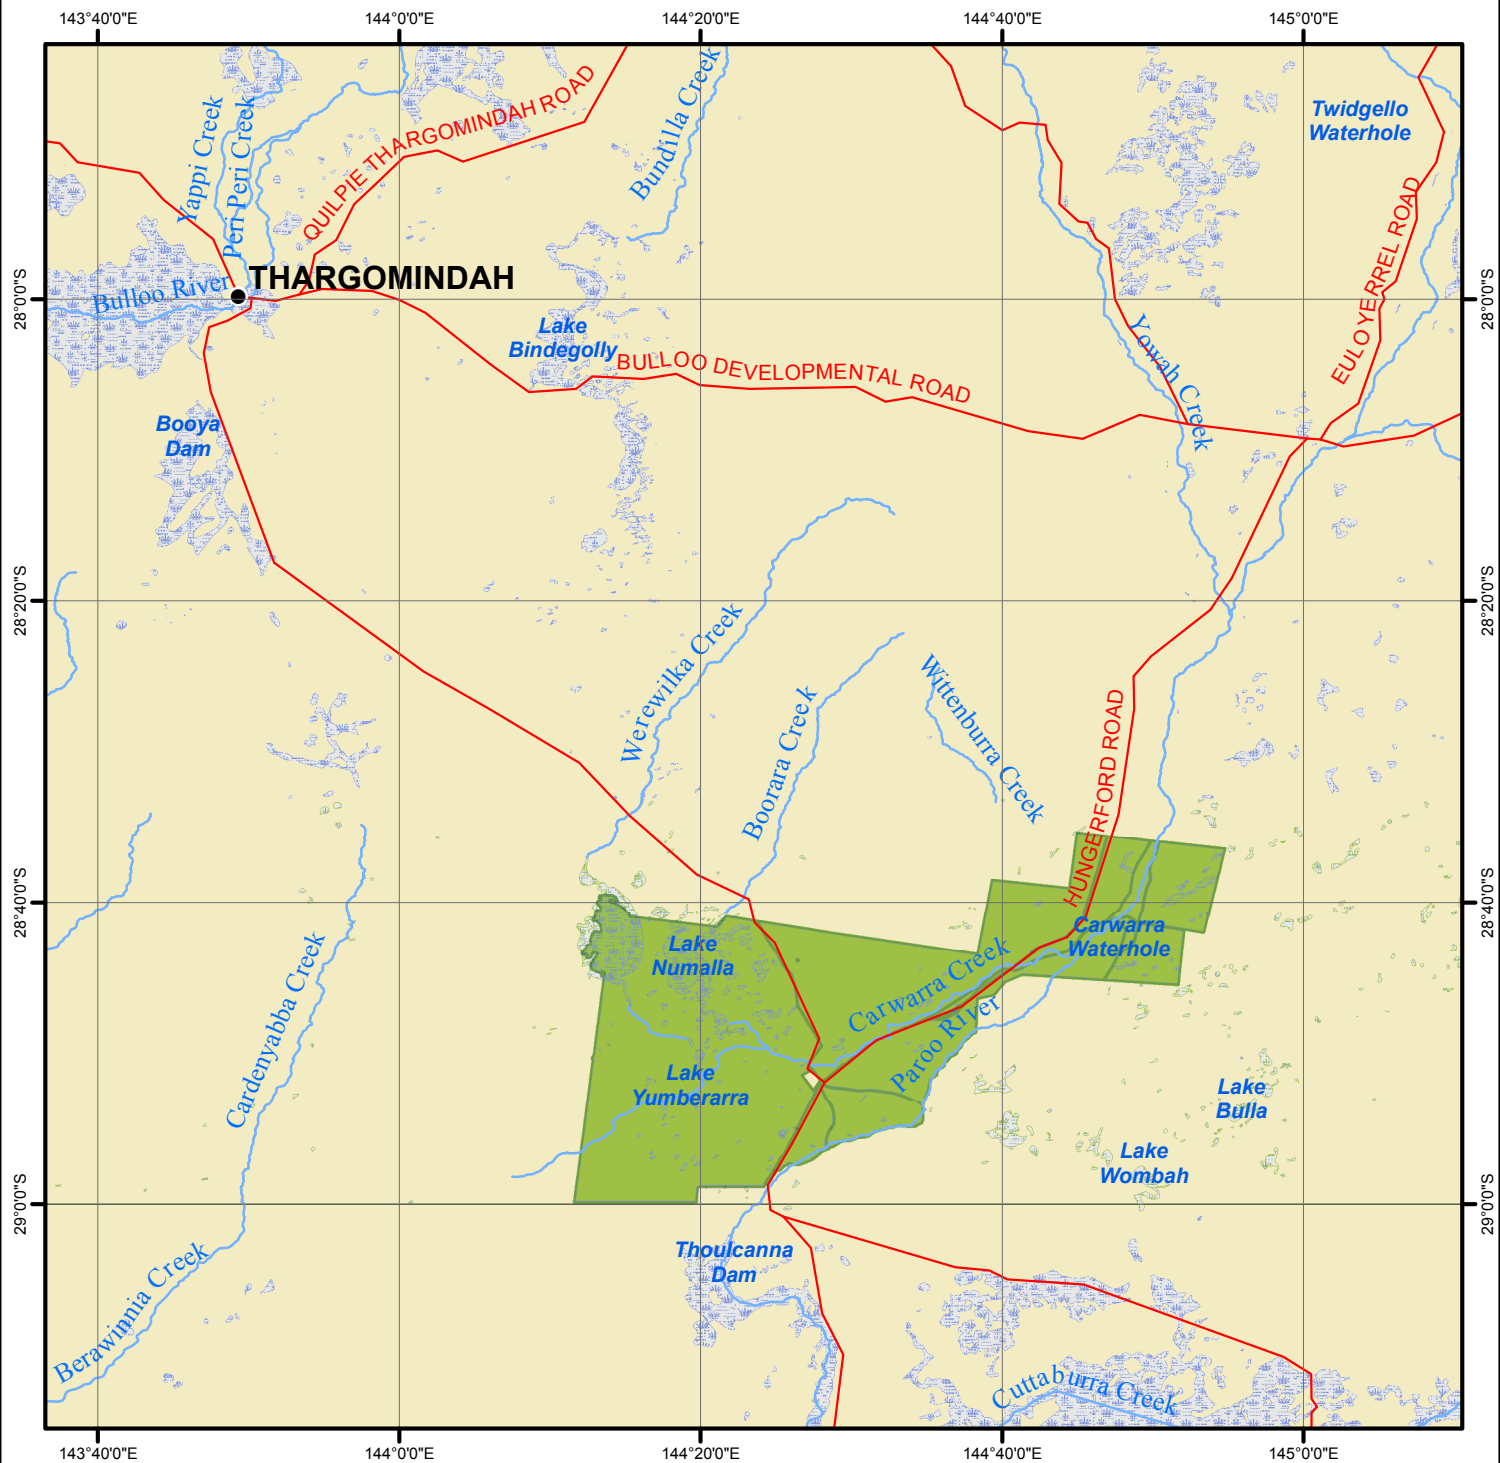 143°40'0"E
144°0'0"E
144°20'0"E
144°40'0"E
145°0'0"E
Yappi Creek
Peri Peri Creek
QUILPIE THARGOMINDAH ROAD
Bundilla Creek
Twidgello
Waterhole
EULO YERREL ROAD
THARGOMINDAH
Bulloo River
28°0'0"S
28°0'0"S
Lake
Bindegolly
BULLOO DEVELOPMENTAL ROAD
Yowah Creek
Booya
Dam
28°20'0"S
28°20'0"S
Werewilka Creek
Boorara Creek
Wittenburra Creek
HUNGERFORD ROAD
28°40'0"S
28°40'0"S
Cardenyabba Creek
Lake
Numalla
Carwarra
Waterhole
Carwarra Creek
Paroo River
Lake
Yumberarra
Lake
Bulla
Lake
Wombah
29°0'0"S
29°0'0"S
Berawinnia Creek
Thoulcanna
Dam
Cuttaburra Creek
143°40'0"E
144°0'0"E
144°20'0"E
144°40'0"E
145°0'0"E